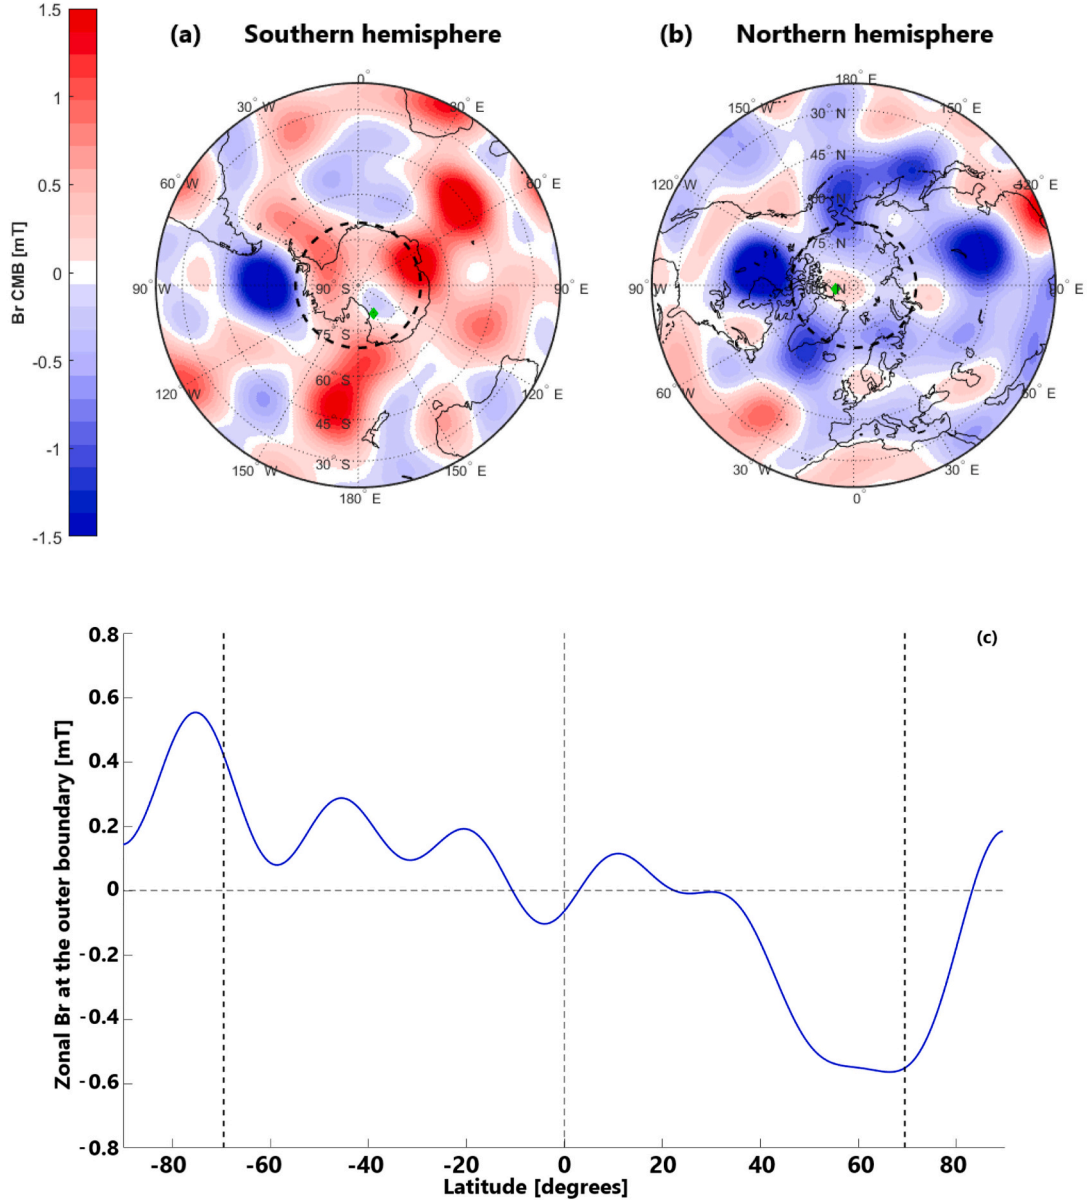 (a) Southern hemisphere
(b) Northern hemisphere
1.5
1
0.5
0
-0.5
-1
-1.5
Br CMB [mT]
0°
30° W
30° E
60° W
60° E
90° W
90° E
120° W
120° E
150° W
150° E
180° E
90° S
75° S
60° S
45° S
30° S
180° E
150° W
150° E
120° W
120° E
90° W
90° E
60° W
60° E
30° W
30° E
0
30° N
45° N
60° N
75° N
(c)
0.8
0.6
0.4
0.2
0
-0.2
-0.4
-0.6
-0.8
Zonal Br at the outer boundary [mT]
-80 -60 -40 -20 0 20 40 60 80
Latitude [degrees]